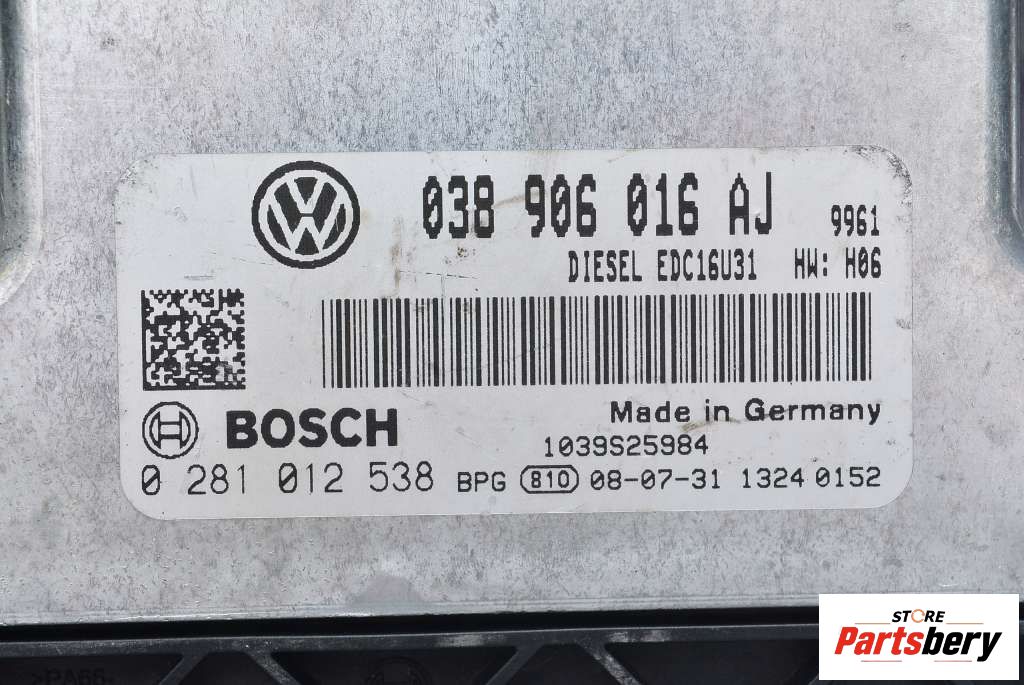 038 906 016 AJ 9961
DIESEL EDC16U31 HW: H06
BOSCH
Made in Germany
1039S25984
0 281 012 538 BPG 810 08-07-31 1324 0152
>PA66-
STORE
Partsbery